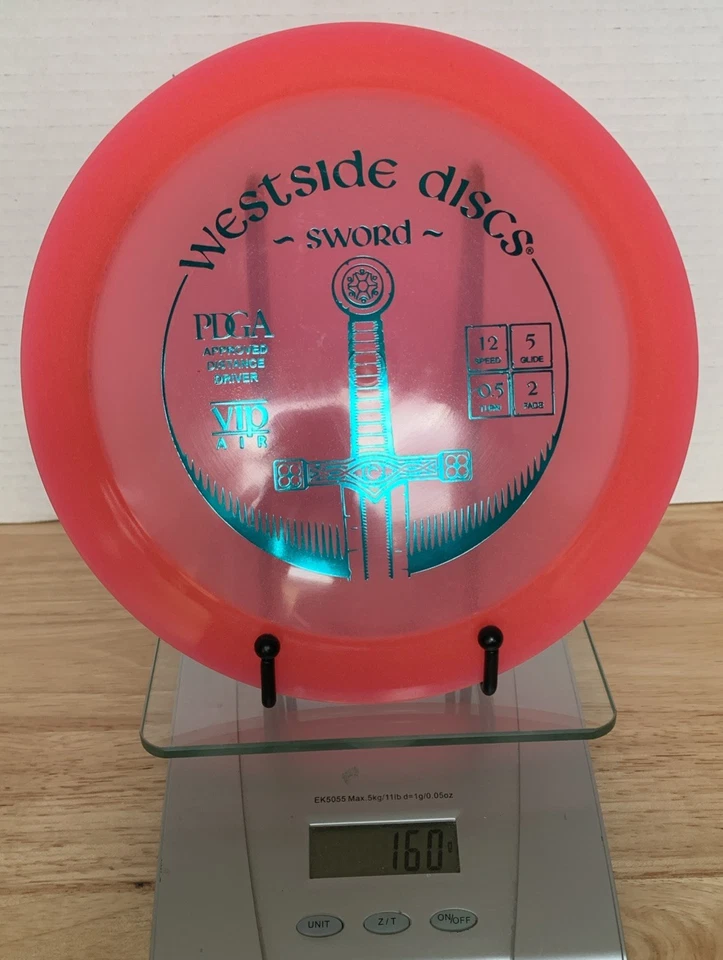 Westside Discs®
~ Sword ~
PDGA
APPROVED
DISTANCE
DRIVER
VIP
AIR
12 5
SPEED GLIDE
0.5 2
TURN FADE
EK5055 Max.5kg/11lb d=1g/0.05oz
160 g
UNIT Z/T ON/OFF